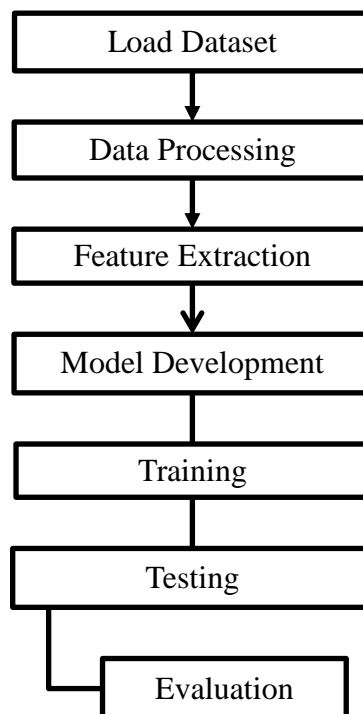 Load Dataset
Data Processing
Feature Extraction
Model Development
Training
Testing
Evaluation